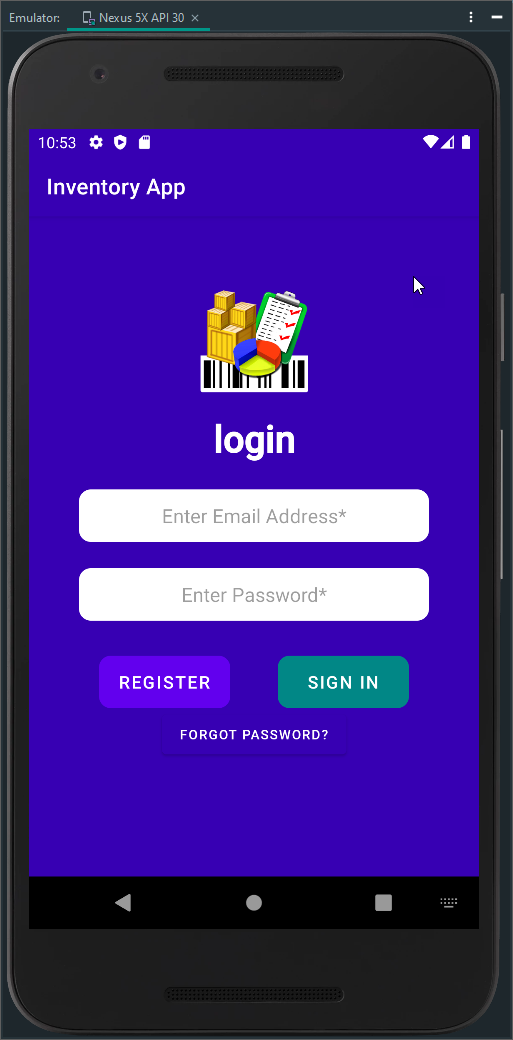 Emulator: Nexus 5X API 30
10:53
Inventory App
login
Enter Email Address*
Enter Password*
REGISTER SIGN IN
FORGOT PASSWORD?